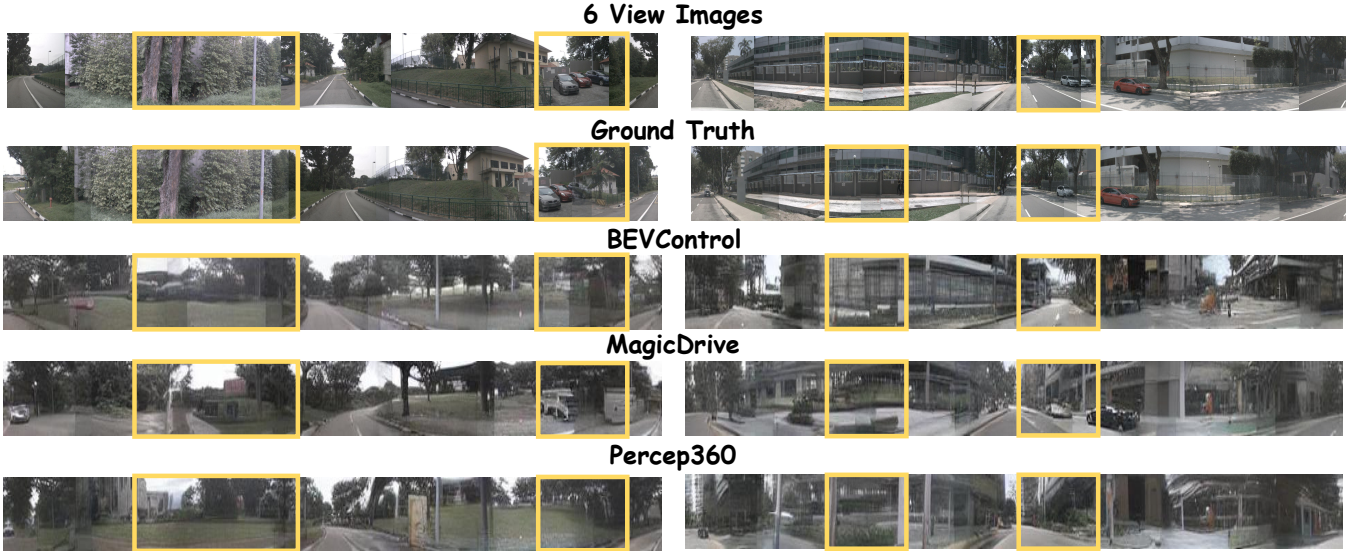 6 View Images
Ground Truth
BEVControl
MagicDrive
Percep360